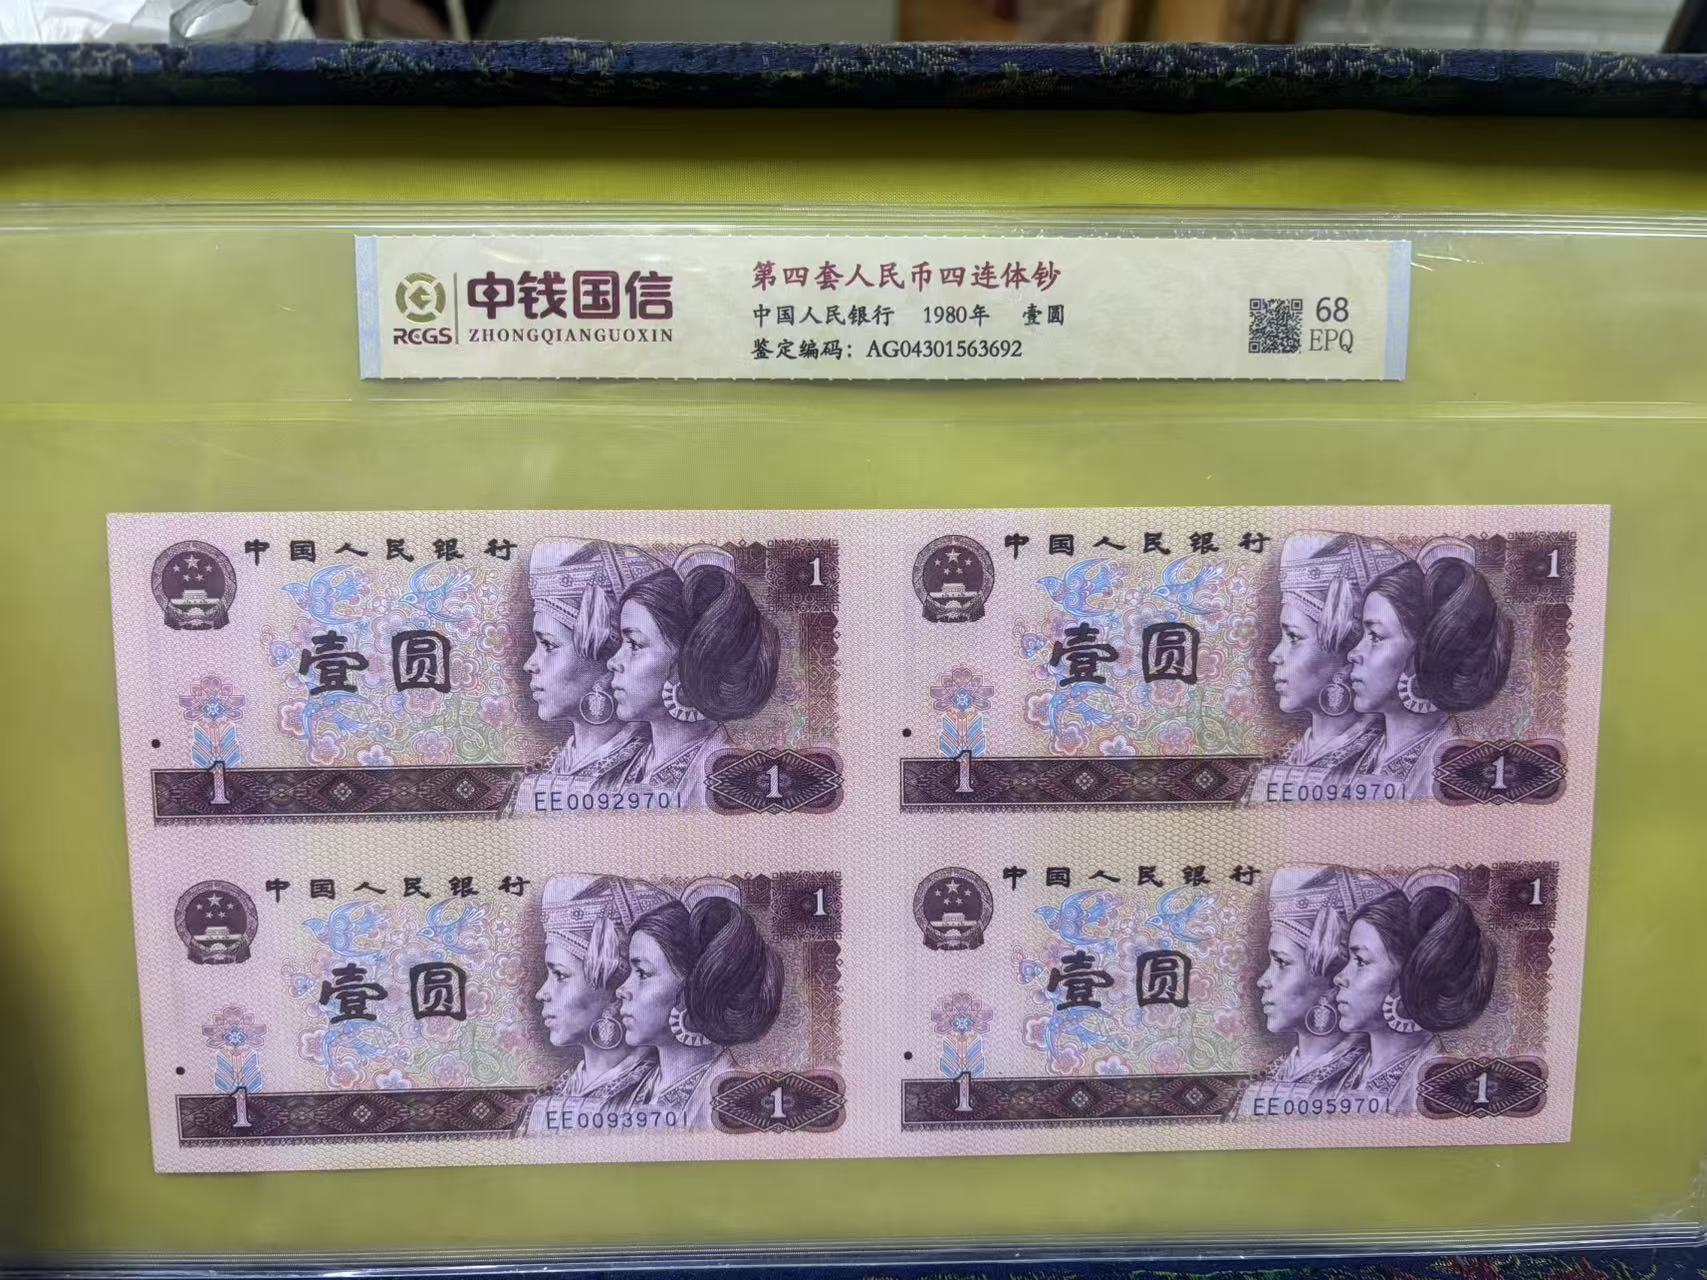 中钱国信
RCGS ZHONGQIANGUOXIN
第四套人民币四连体钞
中国人民银行 1980年 壹圆
鉴定编码：AG04301563692
68
EPQ
中国人民银行 1
壹圆
1 EE00929701 1
中国人民银行 1
壹圆
1 EE00949701 1
中国人民银行 1
壹圆
1 EE00939701 1
中国人民银行 1
壹圆
1 EE00959701 1